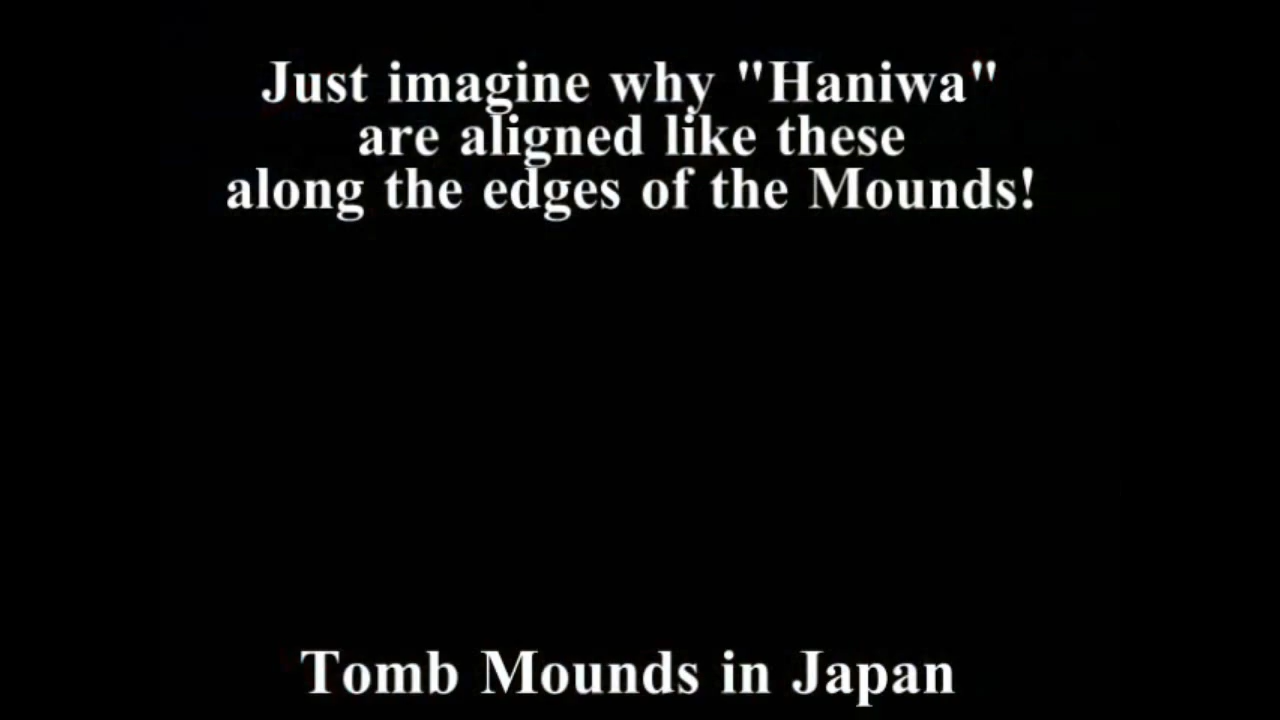 Just imagine why "Haniwa"
are aligned like these
along the edges of the Mounds!
Tomb Mounds in Japan